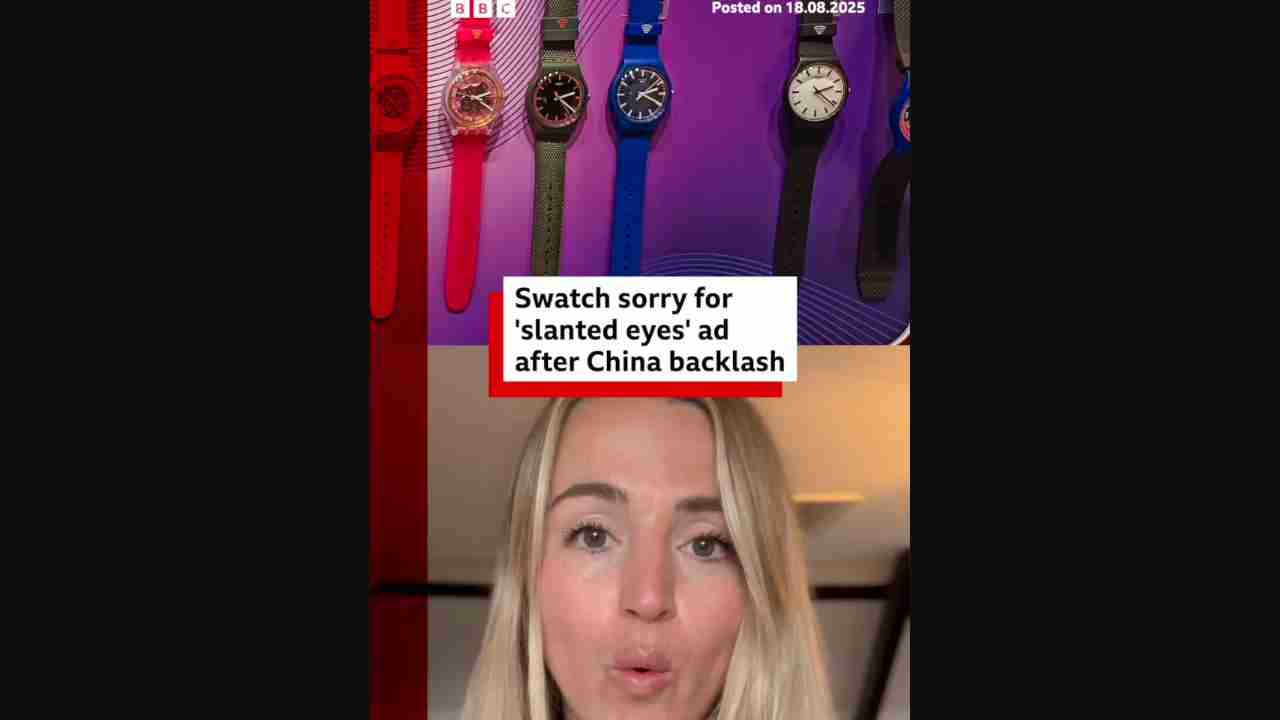 BBC
Posted on 18.08.2025
Swatch sorry for
'slanted eyes' ad
after China backlash